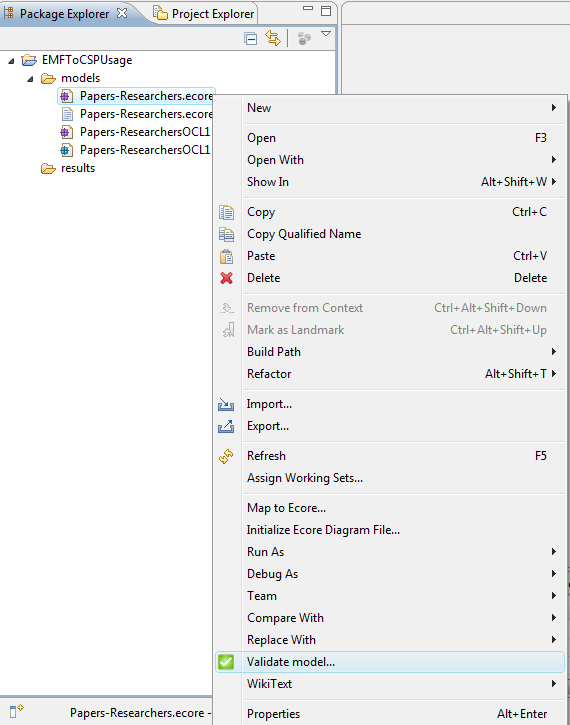 Package Explorer Project Explorer
EMFToCSPUsage
models
Papers-Researchers.ecore
Papers-Researchers.ecore
Papers-ResearchersOCL1
Papers-ResearchersOCL1
results
New
Open F3
Open With
Show In Alt+Shift+W
Copy Ctrl+C
Copy Qualified Name
Paste Ctrl+V
Delete Delete
Remove from Context Ctrl+Alt+Shift+Down
Mark as Landmark Ctrl+Alt+Shift+Up
Build Path
Refactor Alt+Shift+T
Import...
Export...
Refresh F5
Assign Working Sets...
Map to Ecore...
Initialize Ecore Diagram File...
Run As
Debug As
Team
Compare With
Replace With
Validate model...
WikiText
Properties Alt+Enter
Papers-Researchers.ecore -